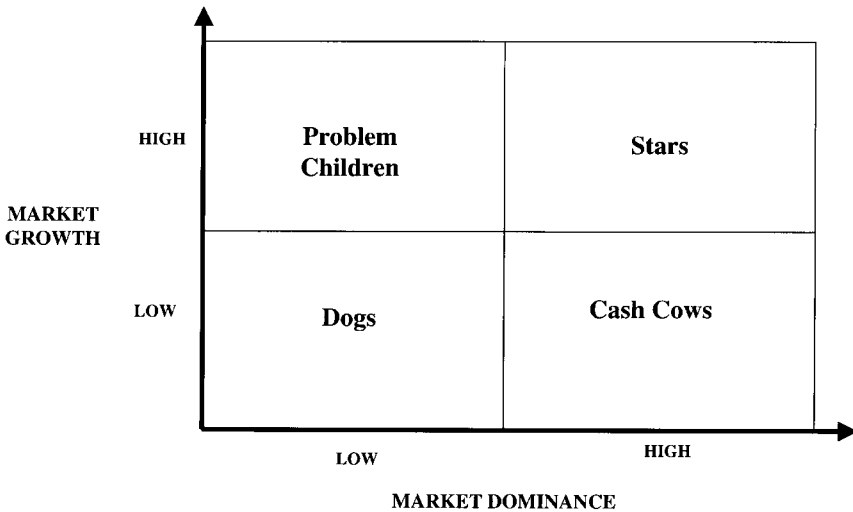 HIGH
Problem
Children
Stars
MARKET
GROWTH
LOW
Dogs
Cash Cows
LOW
HIGH
MARKET DOMINANCE